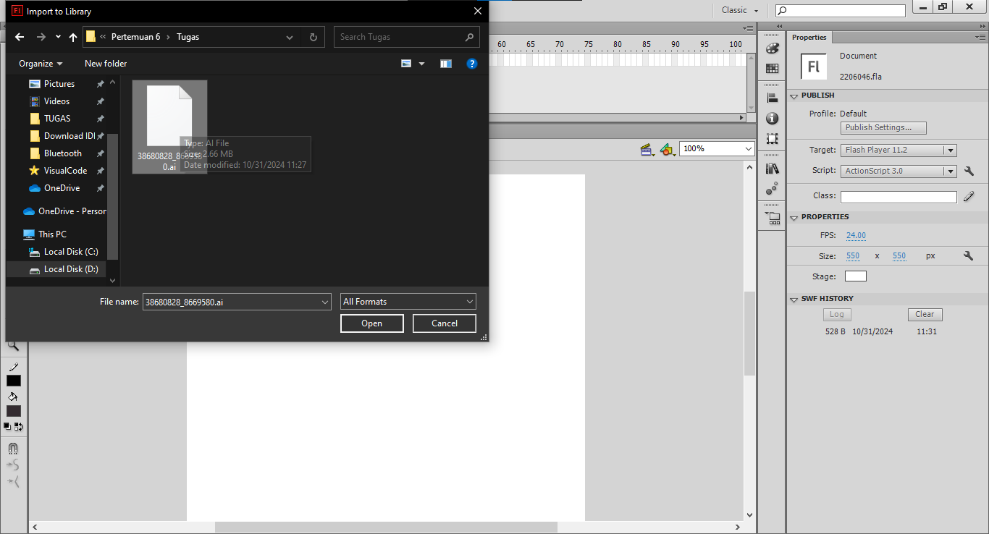 Fl Import to Library
Classic
« Pertemuan 6 › Tugas
Search Tugas
Organize
New folder
Pictures
Videos
TUGAS
Download IDI
Bluetooth
VisualCode
OneDrive
OneDrive - Person
This PC
Local Disk (C:)
Local Disk (D:)
38680828_8669580.ai
Type: AI File
Size: 2.66 MB
Date modified: 10/31/2024 11:27
File name: 38680828_8669580.ai
All Formats
Open
Cancel
60 65 70 75 80 85 90 95 100
100%
Properties
Fl
Document
2206046.fla
PUBLISH
Profile: Default
Publish Settings...
Target: Flash Player 11.2
Script: ActionScript 3.0
Class:
PROPERTIES
FPS: 24.00
Size: 550 x 550 px
Stage:
SWF HISTORY
Log
Clear
528 B 10/31/2024 11:31